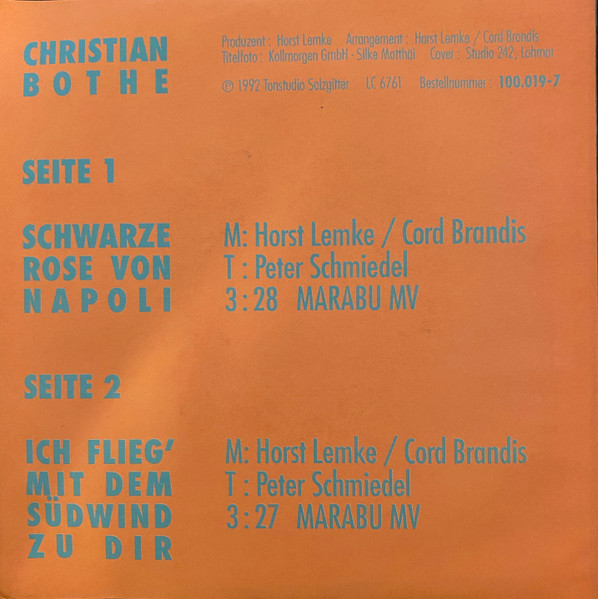 CHRISTIAN
BOTHE
Produzent: Horst Lemke Arrangement: Horst Lemke / Cord Brandis
Titelfoto: Kollmorgen GmbH - Silke Matthäi Cover: Studio 242, Lohmar
℗ 1992 Tonstudio Salzgitter LC 6761 Bestellnummer: 100.019-7
SEITE 1
SCHWARZE
ROSE VON
NAPOLI
M: Horst Lemke / Cord Brandis
T: Peter Schmiedel
3:28 MARABU MV
SEITE 2
ICH FLIEG'
MIT DEM
SÜDWIND
ZU DIR
M: Horst Lemke / Cord Brandis
T: Peter Schmiedel
3:27 MARABU MV